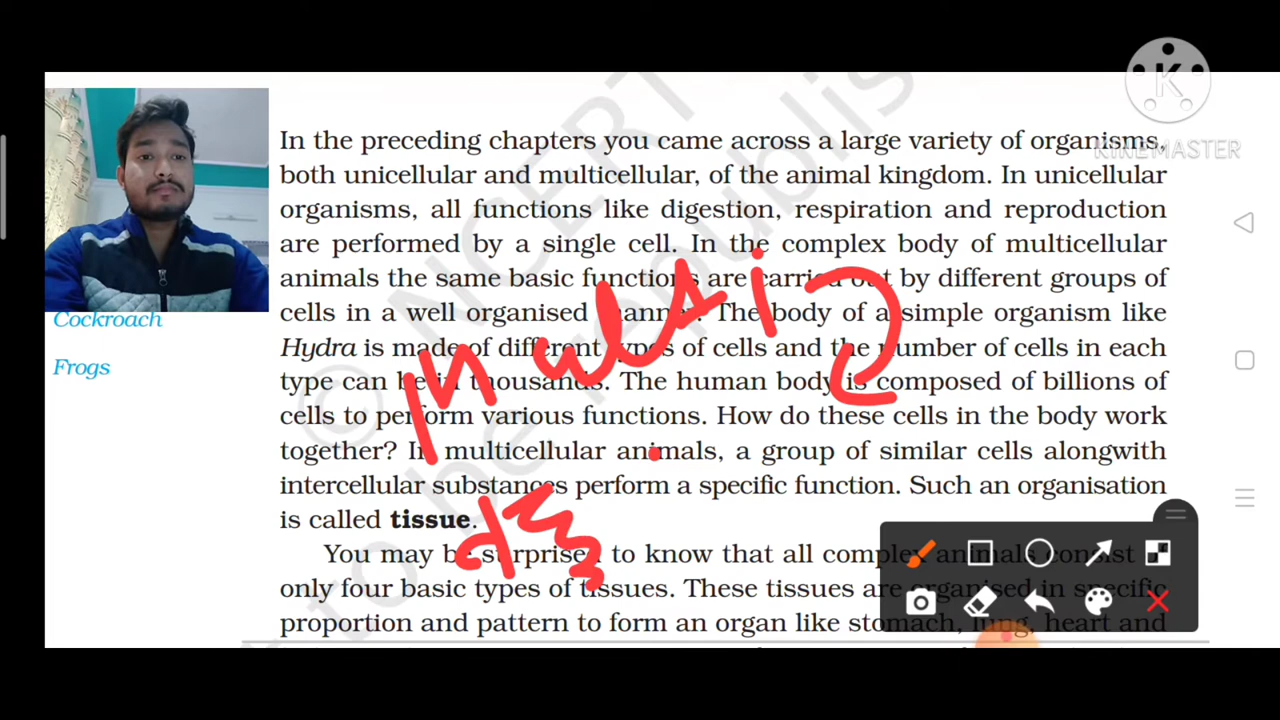 KINEMASTER
In the preceding chapters you came across a large variety of organisms,
both unicellular and multicellular, of the animal kingdom. In unicellular
organisms, all functions like digestion, respiration and reproduction
are performed by a single cell. In the complex body of multicellular
animals the same basic functions are carried out by different groups of
cells in a well organised manner. The body of a simple organism like
Hydra is made of different types of cells and the number of cells in each
type can be in thousands. The human body is composed of billions of
cells to perform various functions. How do these cells in the body work
together? In multicellular animals, a group of similar cells alongwith
intercellular substances perform a specific function. Such an organisation
is called tissue.
You may be surprised to know that all complex animals consist of
only four basic types of tissues. These tissues are organised in specific
proportion and pattern to form an organ like stomach, lung, heart and
Cockroach
Frogs
© NCERT
to be republis